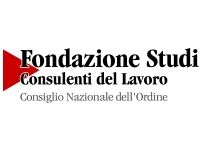 Fondazione Studi
Consulenti del Lavoro
Consiglio Nazionale dell'Ordine